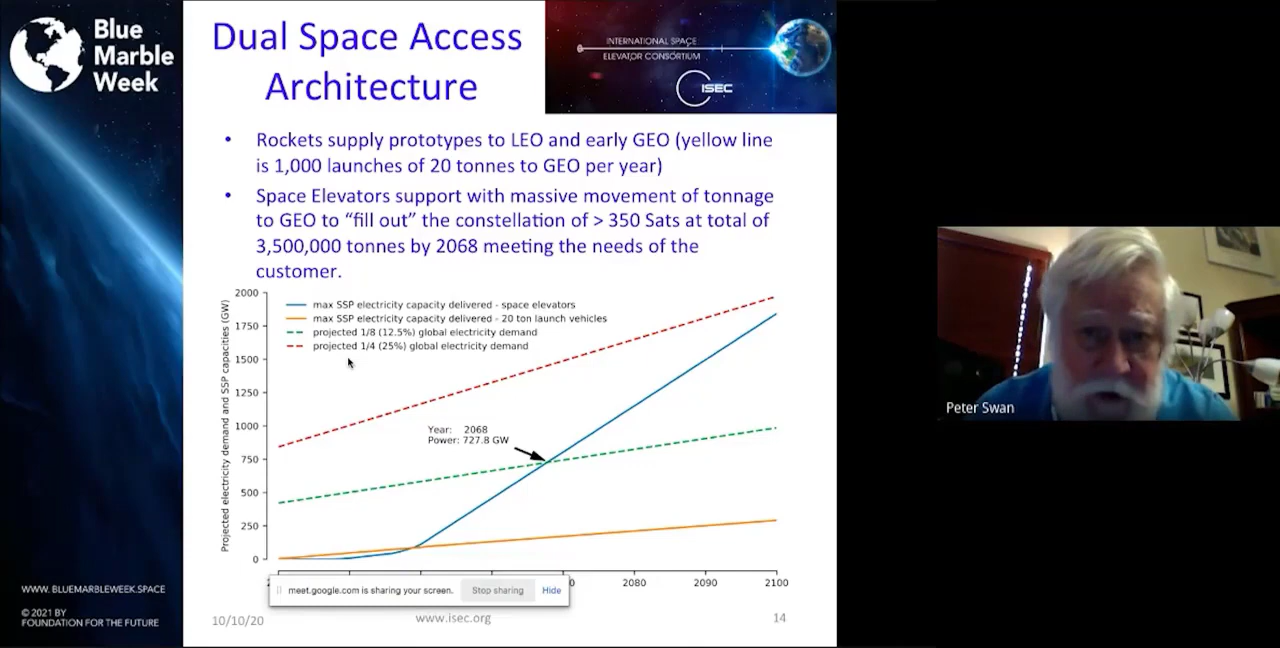 Blue
Marble
Week
Dual Space Access
Architecture
INTERNATIONAL SPACE
ELEVATOR CONSORTIUM
ISEC
• Rockets supply prototypes to LEO and early GEO (yellow line
is 1,000 launches of 20 tonnes to GEO per year)
• Space Elevators support with massive movement of tonnage
to GEO to “fill out” the constellation of > 350 Sats at total of
3,500,000 tonnes by 2068 meeting the needs of the
customer.
Projected electricity demand and SSP capacities (GW)
2000
1750
1500
1250
1000
750
500
250
0
max SSP electricity capacity delivered - space elevators
max SSP electricity capacity delivered - 20 ton launch vehicles
projected 1/8 (12.5%) global electricity demand
projected 1/4 (25%) global electricity demand
Year: 2068
Power: 727.8 GW
2080
2090
2100
meet.google.com is sharing your screen.
Stop sharing
Hide
10/10/20
www.isec.org
14
WWW.BLUEMARBLEWEEK.SPACE
© 2021 BY
FOUNDATION FOR THE FUTURE
Peter Swan